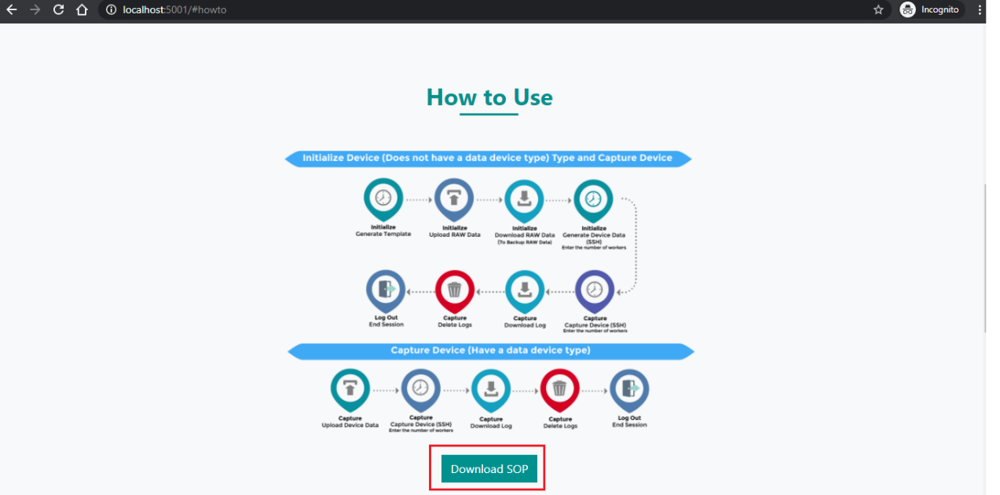 localhost:5001/#howto
Incognito
How to Use
Initialize Device (Does not have a data device type) Type and Capture Device
Initialize
Generate Template
Initialize
Upload RAW Data
Initialize
Download RAW Data
(To Backup RAW Data)
Initialize
Generate Device Data
(SSH)
Enter the number of workers
Log Out
End Session
Capture
Delete Logs
Capture
Download Log
Capture
Capture Device (SSH)
Enter the number of workers
Capture Device (Have a data device type)
Capture
Upload Device Data
Capture
Capture Device (SSH)
Enter the number of workers
Capture
Download Log
Capture
Delete Logs
Log Out
End Session
Download SOP